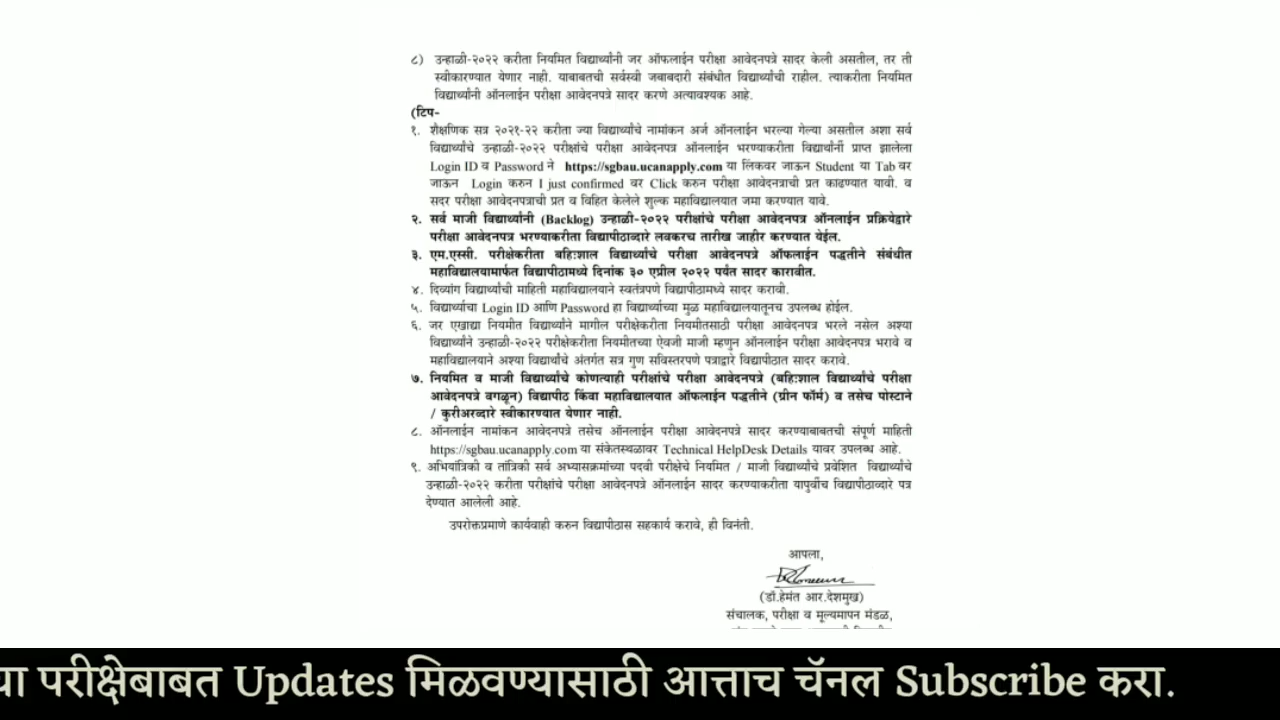 ८) उन्हाळी-२०२२ करीता नियमित विद्यार्थ्यांनी जर ऑफलाईन परीक्षा आवेदनपत्रे सादर केली असतील, तर ती
स्वीकारण्यात येणार नाही. याबाबतची सर्वस्वी जबाबदारी संबंधीत विद्यार्थ्यांची राहील. त्याकरीता नियमित
विद्यार्थ्यांनी ऑनलाईन परीक्षा आवेदनपत्रे सादर करणे अत्यावश्यक आहे.
(टिप-
१. शैक्षणिक सत्र २०२१-२२ करीता ज्या विद्यार्थ्यांचे नामांकन अर्ज ऑनलाईन भरल्या गेल्या असतील अशा सर्व
विद्यार्थ्यांचे उन्हाळी-२०२२ परीक्षांचे परीक्षा आवेदनपत्र ऑनलाईन भरण्याकरीता विद्यार्थांनी प्राप्त झालेला
Login ID व Password ने https://sgbau.ucanapply.com या लिंकवर जाऊन Student या Tab वर
जाऊन Login करुन I just confirmed वर Click करुन परीक्षा आवेदनत्राची प्रत काढण्यात यावी. व
सदर परीक्षा आवेदनपत्राची प्रत व विहित केलेले शुल्क महाविद्यालयात जमा करण्यात यावे.
२. सर्व माजी विद्यार्थ्यांनी (Backlog) उन्हाळी-२०२२ परीक्षांचे परीक्षा आवेदनपत्र ऑनलाईन प्रक्रियेद्वारे
परीक्षा आवेदनपत्र भरण्याकरीता विद्यापीठाव्दारे लवकरच तारीख जाहीर करण्यात येईल.
३. एम.एससी. परीक्षेकरीता बहि:शाल विद्यार्थ्यांचे परीक्षा आवेदनपत्रे ऑफलाईन पद्धतीने संबंधीत
महाविद्यालयामार्फत विद्यापीठामध्ये दिनांक ३० एप्रील २०२२ पर्यंत सादर कारावीत.
४. दिव्यांग विद्यार्थ्यांची माहिती महाविद्यालयाने स्वतंत्रपणे विद्यापीठामध्ये सादर करावी.
५. विद्यार्थ्याचा Login ID आणि Password हा विद्यार्थ्याच्या मुळ महाविद्यालयातूनच उपलब्ध होईल.
६. जर एखाद्या नियमीत विद्यार्थ्याने मागील परीक्षेकरीता नियमीतसाठी परीक्षा आवेदनपत्र भरले नसेल अश्या
विद्यार्थ्याने उन्हाळी-२०२२ परीक्षेकरीता नियमीतच्या ऐवजी माजी म्हणुन ऑनलाईन परीक्षा आवेदनपत्र भरावे व
महाविद्यालयाने अश्या विद्यार्थांचे अंतर्गत सत्र गुण सविस्तरपणे पत्राद्वारे विद्यापीठात सादर करावे.
७. नियमित व माजी विद्यार्थ्यांचे कोणत्याही परीक्षांचे परीक्षा आवेदनपत्रे (बहि:शाल विद्यार्थ्यांचे परीक्षा
आवेदनपत्रे वगळून) विद्यापीठ किंवा महाविद्यालयात ऑफलाईन पद्धतीने (ग्रीन फॉर्म) व तसेच पोस्टाने
/ कुरीअरव्दारे स्वीकारण्यात येणार नाही.
८. ऑनलाईन नामांकन आवेदनपत्रे तसेच ऑनलाईन परीक्षा आवेदनपत्रे सादर करण्याबाबतची संपूर्ण माहिती
https://sgbau.ucanapply.com या संकेतस्थळावर Technical HelpDesk Details यावर उपलब्ध आहे.
९. अभियांत्रिकी व तांत्रिकी सर्व अभ्यासक्रमांच्या पदवी परीक्षेचे नियमित / माजी विद्यार्थ्यांचे प्रवेशित विद्यार्थ्यांचे
उन्हाळी-२०२२ करीता परीक्षांचे परीक्षा आवेदनपत्रे ऑनलाईन सादर करण्याकरीता यापुर्वीच विद्यापीठाव्दारे पत्र
देण्यात आलेली आहे.
उपरोक्तप्रमाणे कार्यवाही करुन विद्यापीठास सहकार्य करावे, ही विनंती.
आपला,
(डॉ.हेमंत आर.देशमुख)
संचालक, परीक्षा व मूल्यमापन मंडळ,
या परीक्षेबाबत Updates मिळवण्यासाठी आत्ताच चॅनल Subscribe करा.